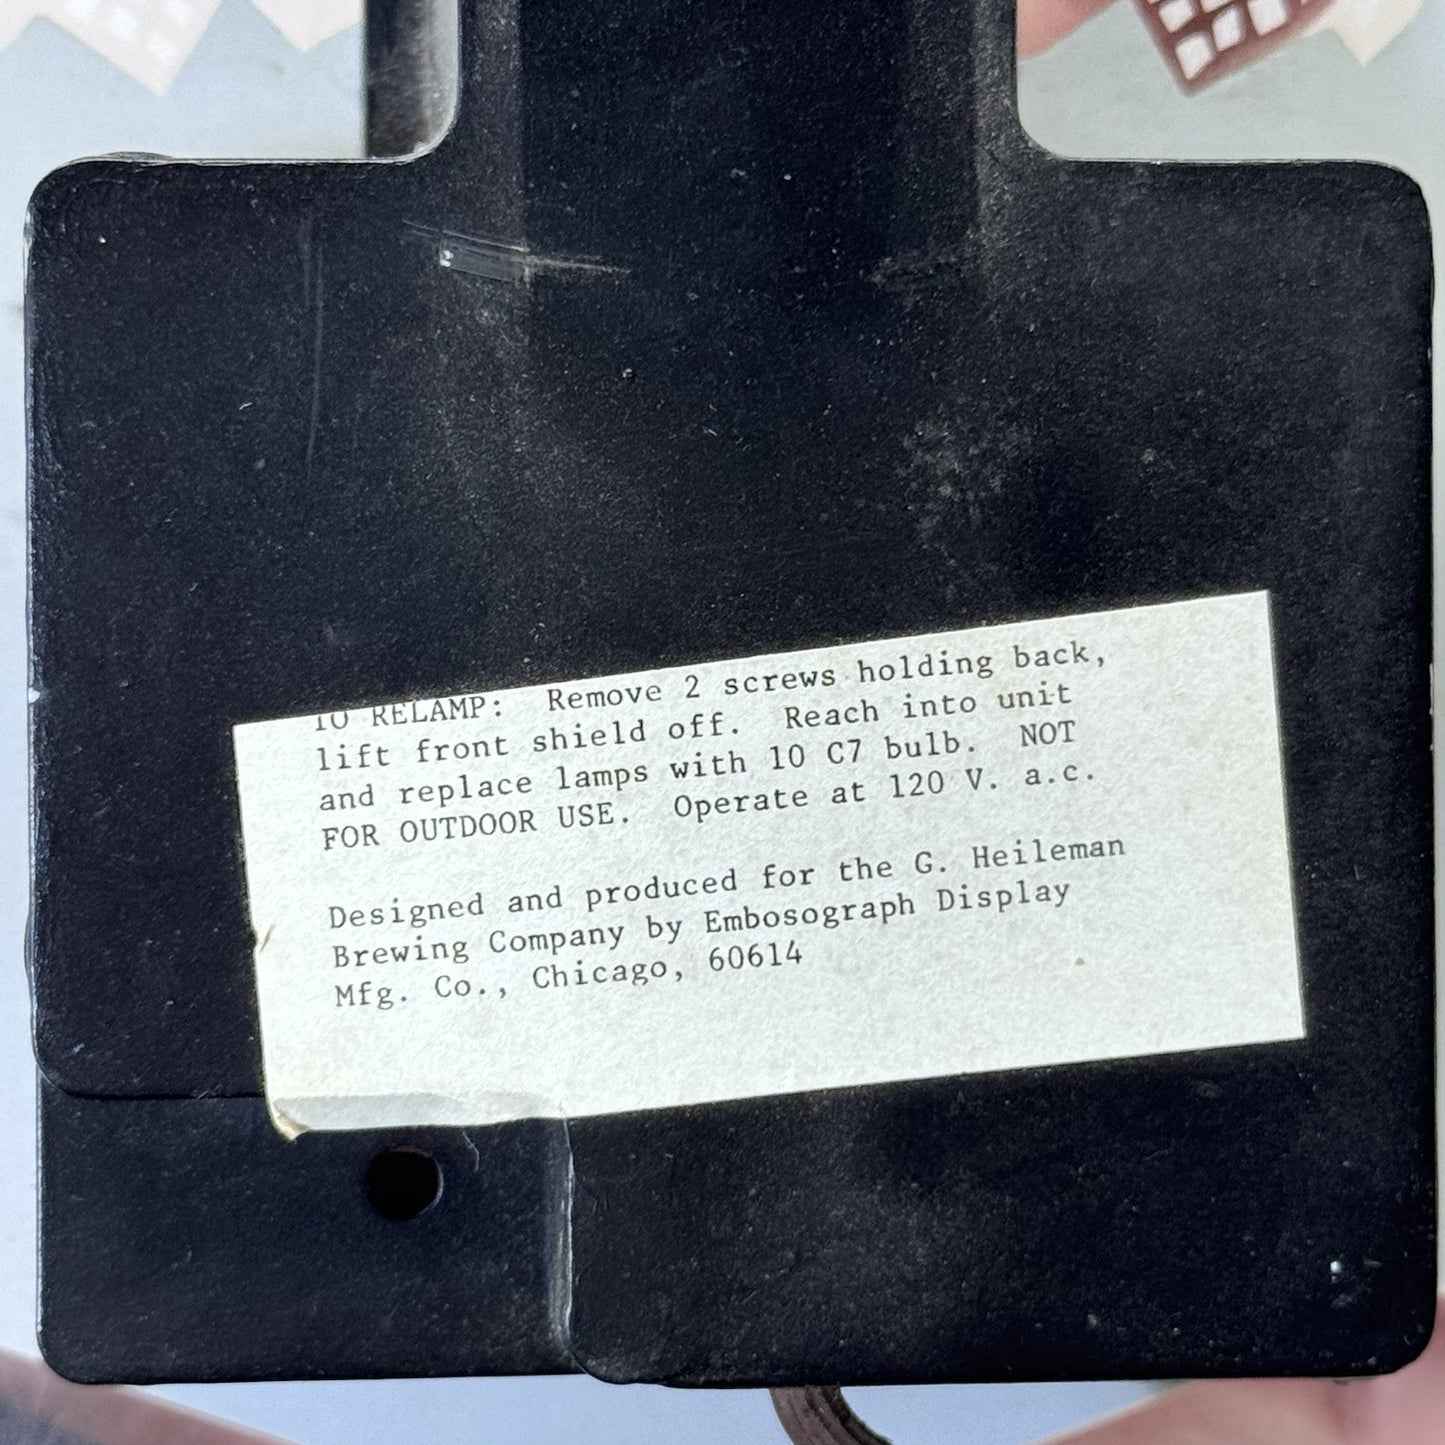 TO RELAMP: Remove 2 screws holding back,
lift front shield off. Reach into unit
and replace lamps with 10 C7 bulb. NOT
FOR OUTDOOR USE. Operate at 120 V. a.c.
Designed and produced for the G. Heileman
Brewing Company by Embosograph Display
Mfg. Co., Chicago, 60614